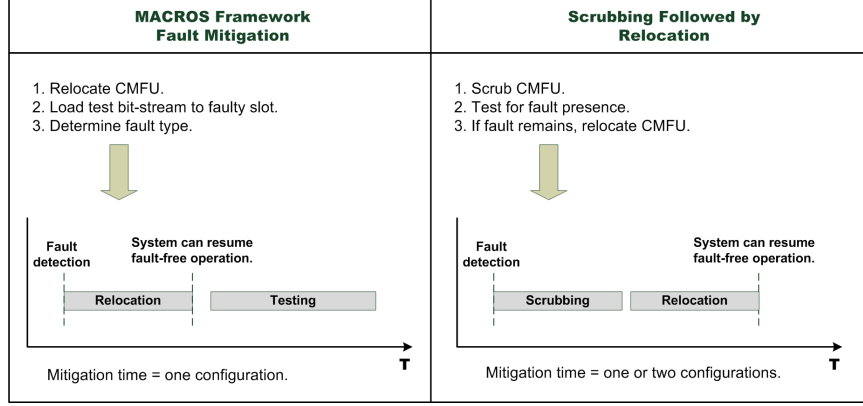 MACROS Framework
Fault Mitigation
1. Relocate CMFU.
2. Load test bit-stream to faulty slot.
3. Determine fault type.
Fault
detection
System can resume
fault-free operation.
Relocation
Testing
T
Mitigation time = one configuration.
Scrubbing Followed by
Relocation
1. Scrub CMFU.
2. Test for fault presence.
3. If fault remains, relocate CMFU.
Fault
detection
System can resume
fault-free operation.
Scrubbing
Relocation
T
Mitigation time = one or two configurations.